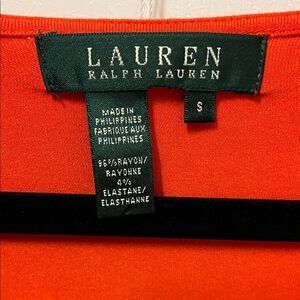 LAUREN
RALPH LAUREN
S
MADE IN
PHILIPPINES
FABRIQUE AUX
PHILIPPINES
96%RAYON/
RAYONNE
4%
ELASTANE/
ELASTHANNE